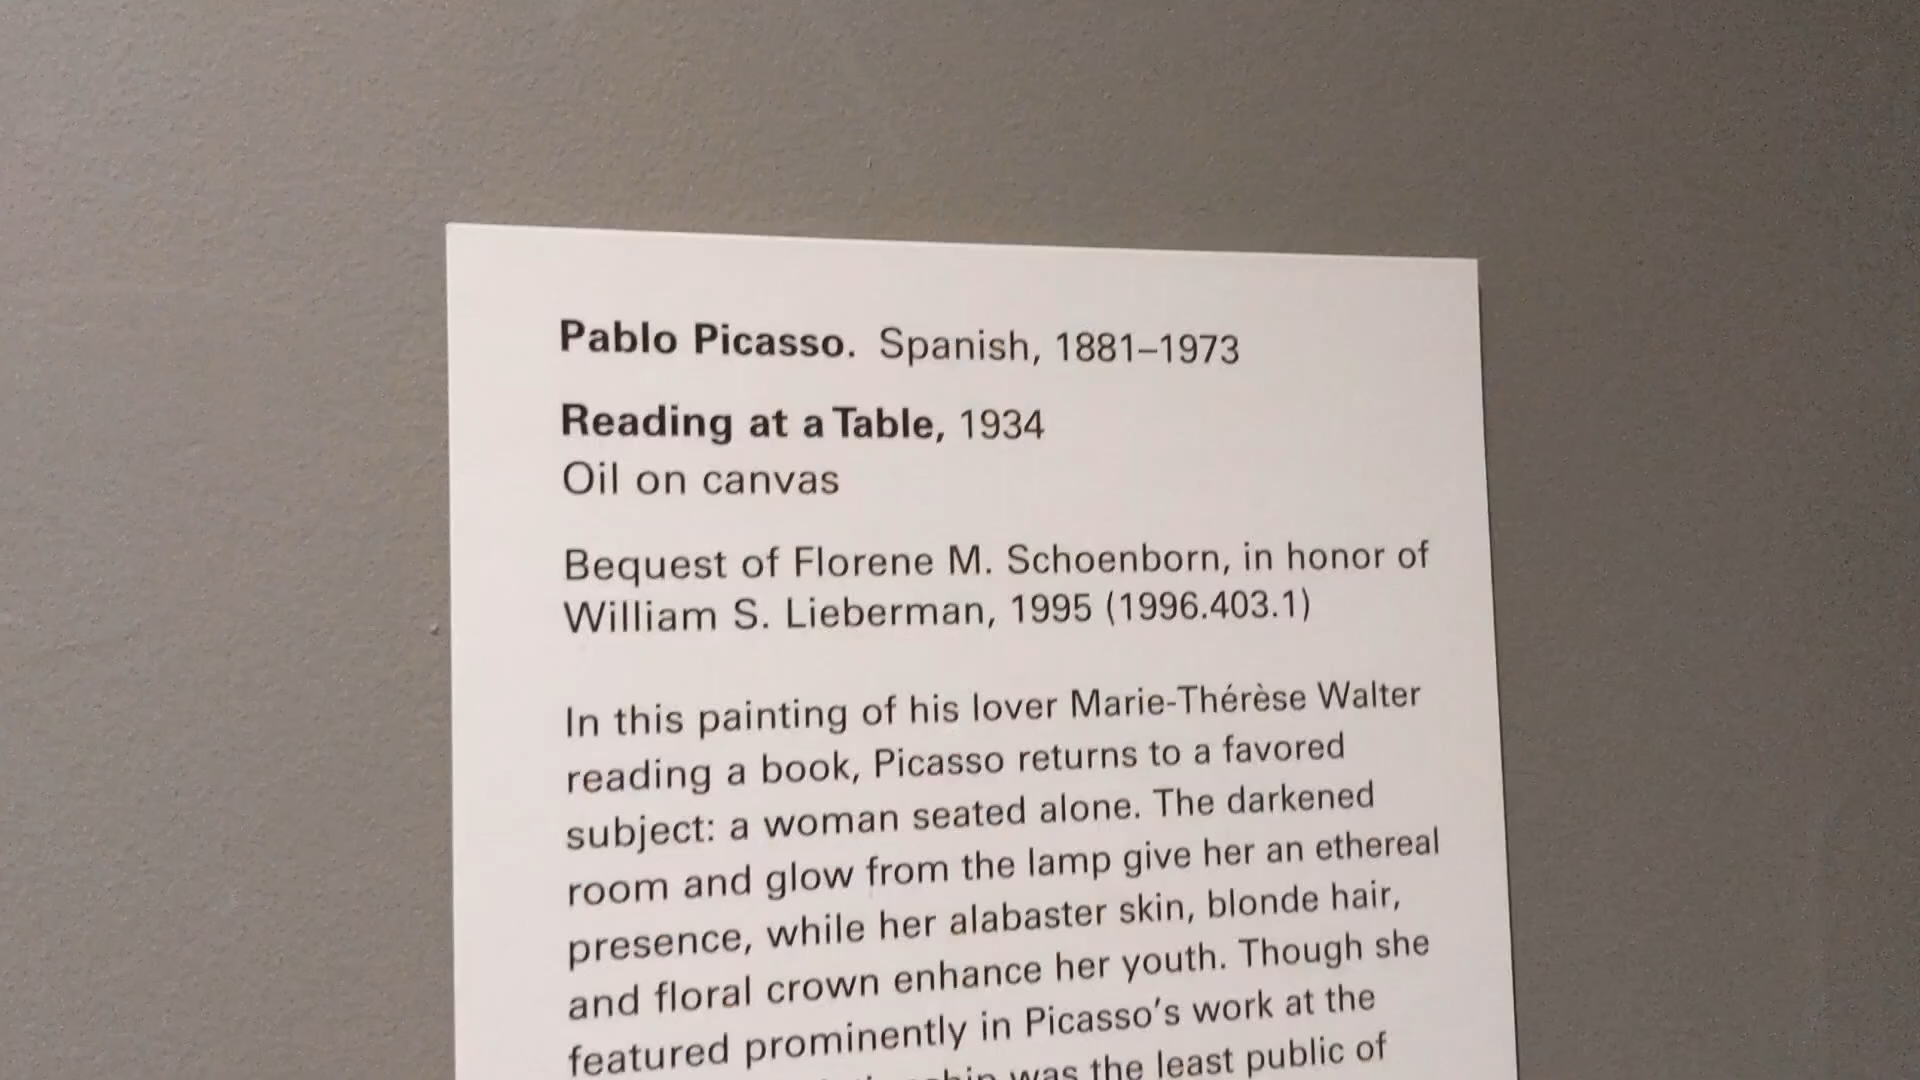 Pablo Picasso. Spanish, 1881–1973
Reading at a Table, 1934
Oil on canvas
Bequest of Florene M. Schoenborn, in honor of
William S. Lieberman, 1995 (1996.403.1)
In this painting of his lover Marie-Thérèse Walter
reading a book, Picasso returns to a favored
subject: a woman seated alone. The darkened
room and glow from the lamp give her an ethereal
presence, while her alabaster skin, blonde hair,
and floral crown enhance her youth. Though she
featured prominently in Picasso's work at the
was the least public of